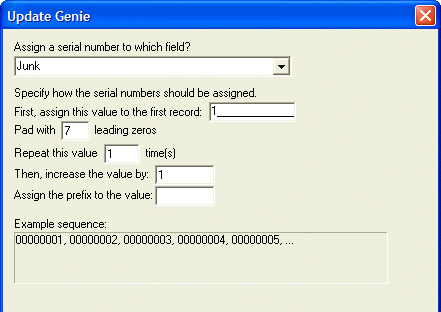 Update Genie
Assign a serial number to which field?
Junk
Specify how the serial numbers should be assigned.
First, assign this value to the first record: 1______________
Pad with 7 leading zeros
Repeat this value 1 time(s)
Then, increase the value by: 1
Assign the prefix to the value:
Example sequence:
00000001, 00000002, 00000003, 00000004, 00000005, ...